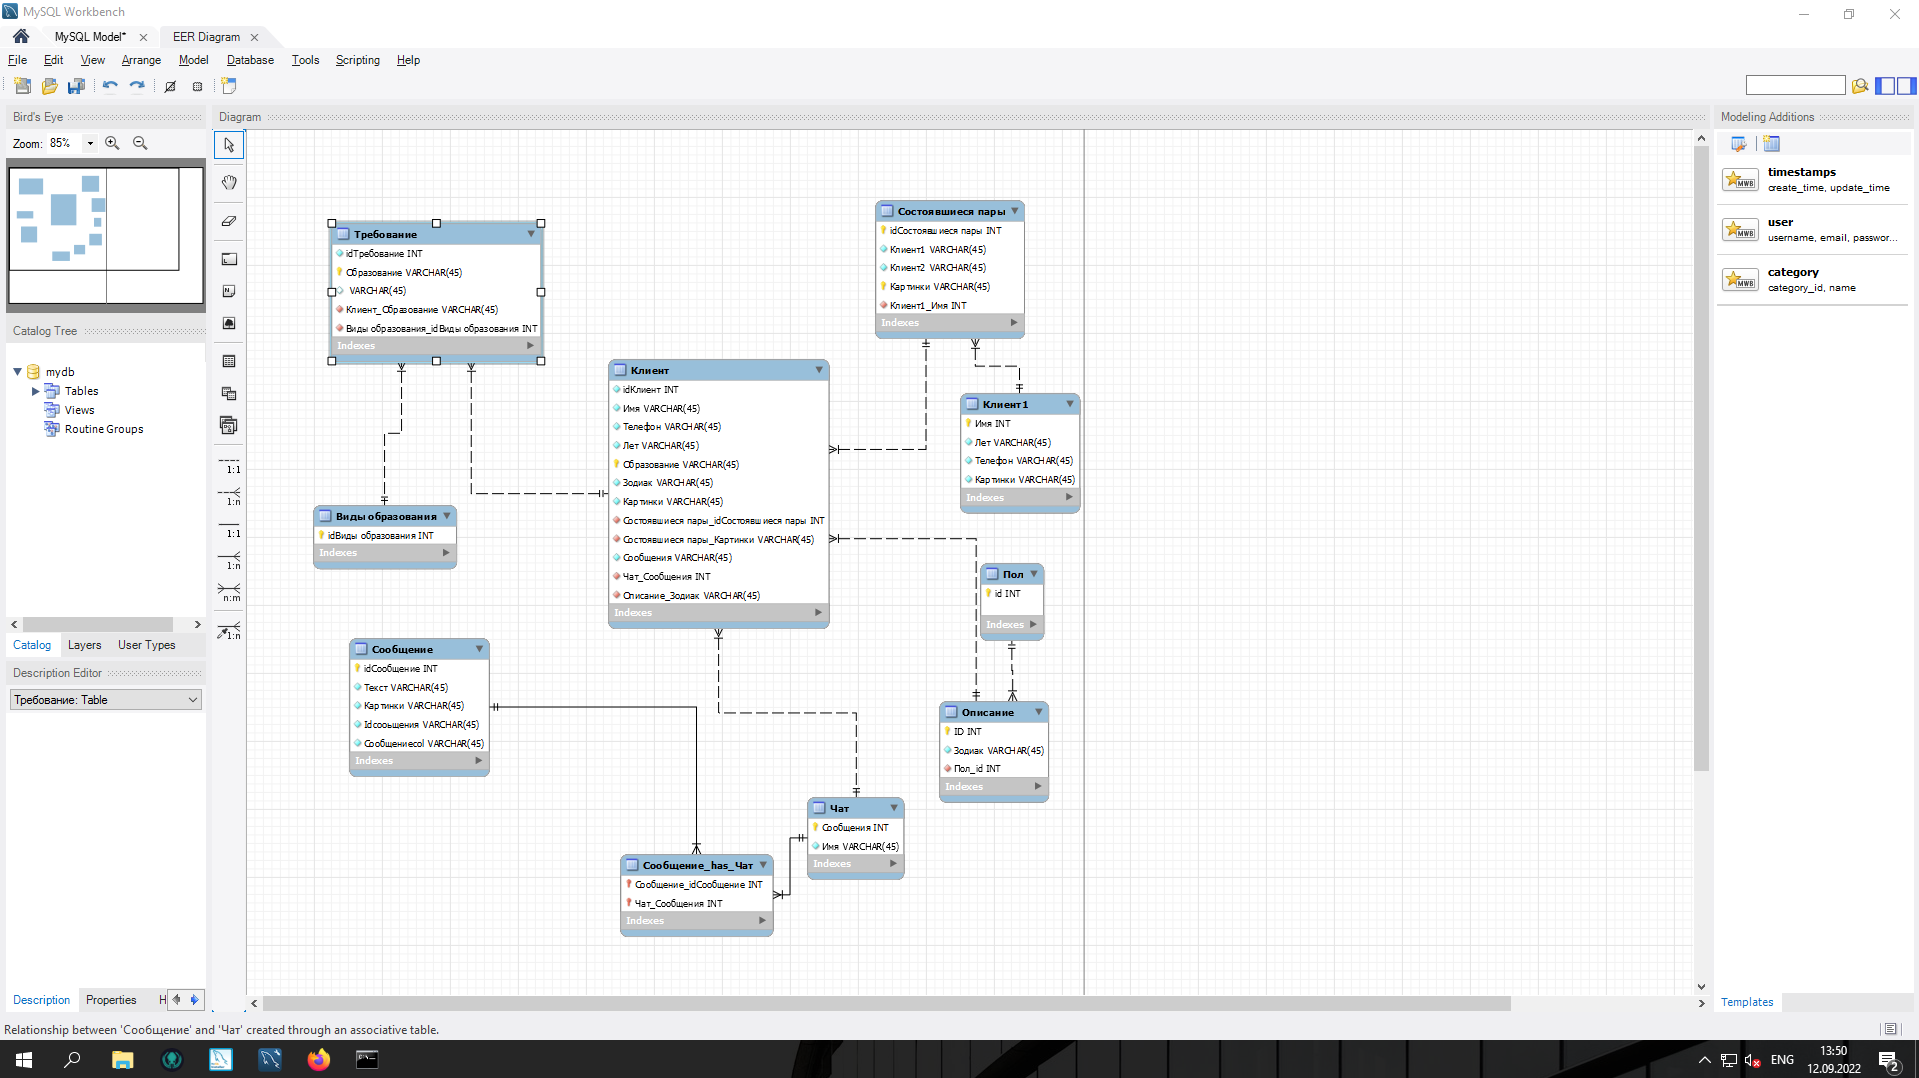 MySQL Workbench
MySQL Model*
EER Diagram
File Edit View Arrange Model Database Tools Scripting Help
Bird's Eye
Zoom: 85%
Catalog Tree
mydb
Tables
Views
Routine Groups
Catalog Layers User Types
Description Editor
Требование: Table
Description Properties H
Diagram
1:1
1:n
1:1
1:n
n:m
1:n
Требование
idТребование INT
Образование VARCHAR(45)
VARCHAR(45)
Клиент_Образование VARCHAR(45)
Виды образования_idВиды образования INT
Indexes
Состоявшиеся пары
idСостоявшиеся пары INT
Клиент1 VARCHAR(45)
Клиент2 VARCHAR(45)
Картинки VARCHAR(45)
Клиент1_Имя INT
Indexes
Клиент
idКлиент INT
Имя VARCHAR(45)
Телефон VARCHAR(45)
Лет VARCHAR(45)
Образование VARCHAR(45)
Зодиак VARCHAR(45)
Картинки VARCHAR(45)
Состоявшиеся пары_idСостоявшиеся пары INT
Состоявшиеся пары_Картинки VARCHAR(45)
Сообщения VARCHAR(45)
Чат_Сообщения INT
Описание_Зодиак VARCHAR(45)
Indexes
Клиент1
Имя INT
Лет VARCHAR(45)
Телефон VARCHAR(45)
Картинки VARCHAR(45)
Indexes
Виды образования
idВиды образования INT
Indexes
Пол
id INT
Indexes
Сообщение
idСообщение INT
Текст VARCHAR(45)
Картинки VARCHAR(45)
Idсооьщения VARCHAR(45)
Сообщениеcol VARCHAR(45)
Indexes
Описание
ID INT
Зодиак VARCHAR(45)
Пол_id INT
Indexes
Чат
Сообщения INT
Имя VARCHAR(45)
Indexes
Сообщение_has_Чат
Сообщение_idСообщение INT
Чат_Сообщения INT
Indexes
Modeling Additions
MWB
timestamps
create_time, update_time
MWB
user
username, email, passwor...
MWB
category
category_id, name
Templates
Relationship between 'Сообщение' and 'Чат' created through an associative table.
ENG
13:50
12.09.2022
2